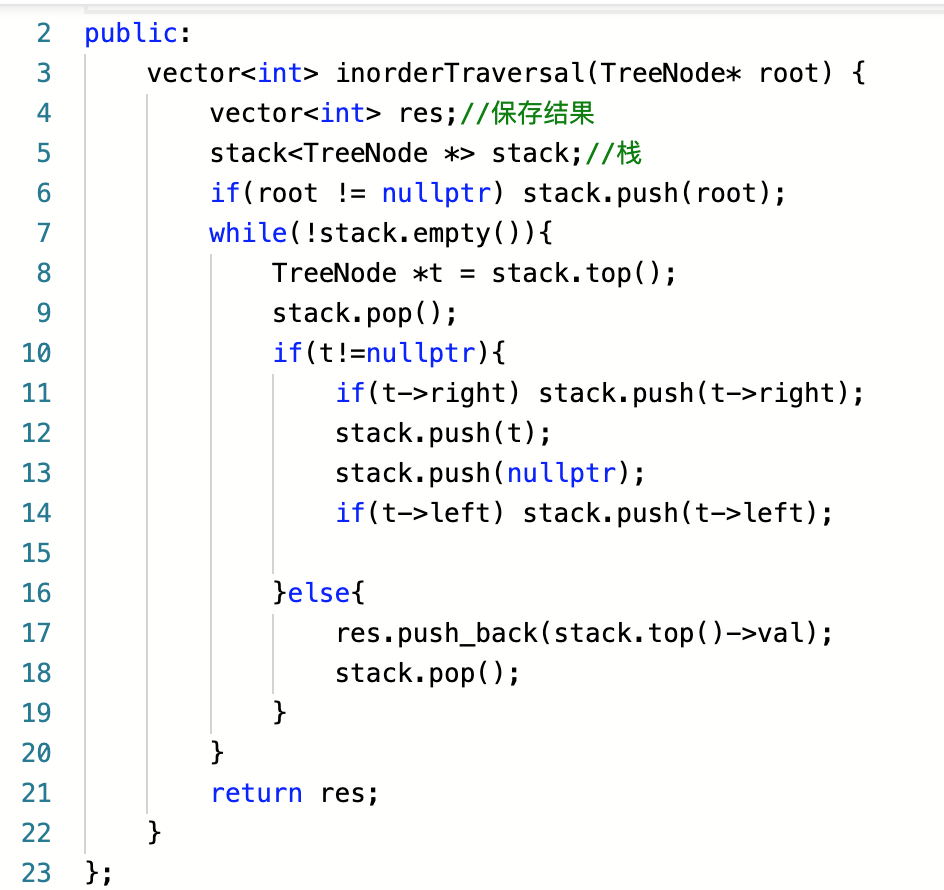 2 public:
3     vector<int> inorderTraversal(TreeNode* root) {
4         vector<int> res;//保存结果
5         stack<TreeNode *> stack;//栈
6         if(root != nullptr) stack.push(root);
7         while(!stack.empty()){
8             TreeNode *t = stack.top();
9             stack.pop();
10             if(t!=nullptr){
11                 if(t->right) stack.push(t->right);
12                 stack.push(t);
13                 stack.push(nullptr);
14                 if(t->left) stack.push(t->left);
15
16             }else{
17                 res.push_back(stack.top()->val);
18                 stack.pop();
19             }
20         }
21         return res;
22     }
23 };